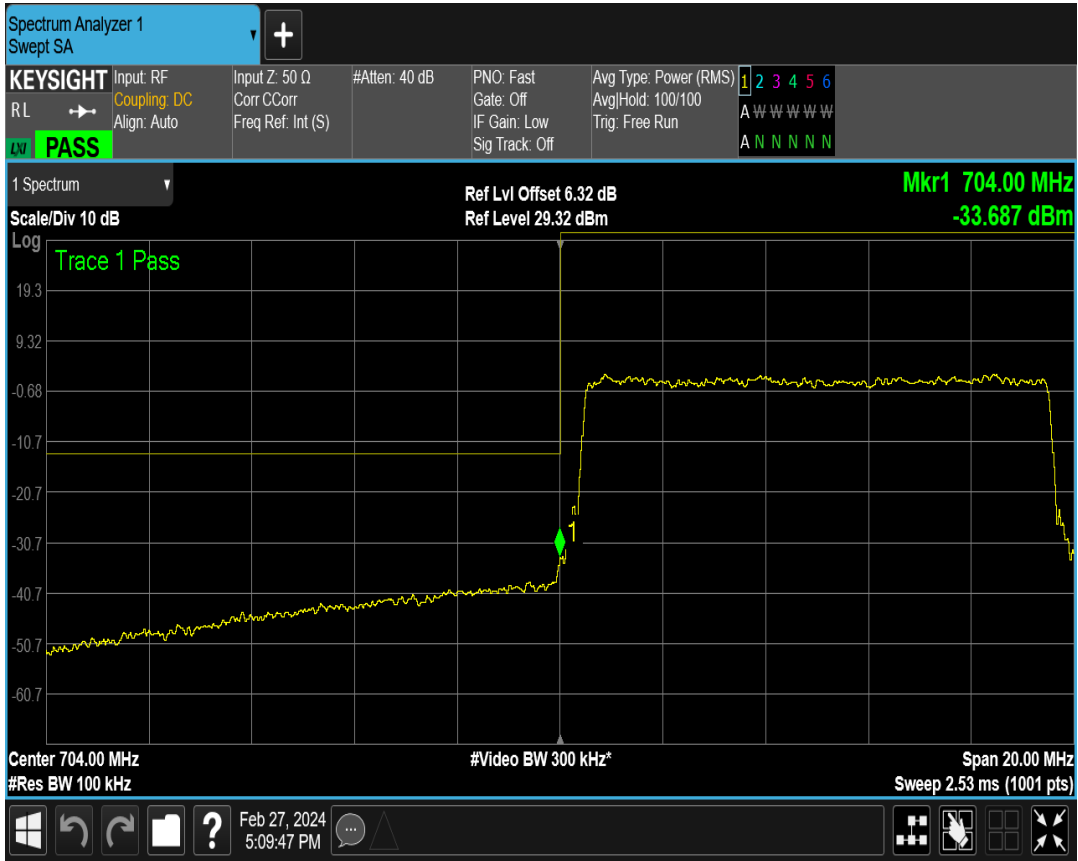 Spectrum Analyzer 1
Swept SA
+
KEYSIGHT
RL
LXI PASS
Input: RF
Coupling: DC
Align: Auto
Input Z: 50 Ω
Corr CCorr
Freq Ref: Int (S)
#Atten: 40 dB
PNO: Fast
Gate: Off
IF Gain: Low
Sig Track: Off
Avg Type: Power (RMS)
Avg|Hold: 100/100
Trig: Free Run
1 2 3 4 5 6
A W W W W W
A N N N N N
1 Spectrum
Scale/Div 10 dB
Ref Lvl Offset 6.32 dB
Ref Level 29.32 dBm
Mkr1 704.00 MHz
-33.687 dBm
Log
Trace 1 Pass
19.3
9.32
-0.68
-10.7
-20.7
1
-30.7
-40.7
-50.7
-60.7
Center 704.00 MHz
#Video BW 300 kHz*
Span 20.00 MHz
#Res BW 100 kHz
Sweep 2.53 ms (1001 pts)
?
Feb 27, 2024
5:09:47 PM